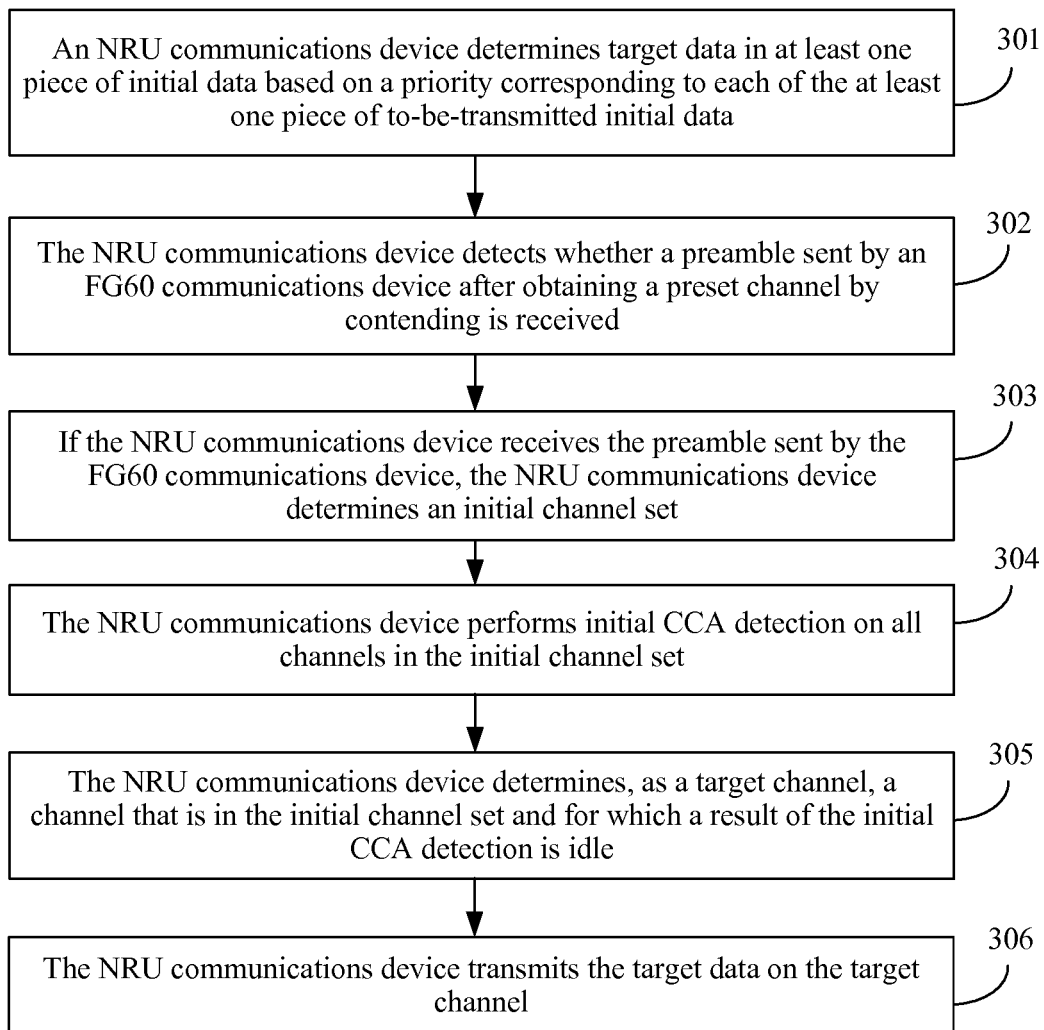 An NRU communications device determines target data in at least one
piece of initial data based on a priority corresponding to each of the at least
one piece of to-be-transmitted initial data
301
The NRU communications device detects whether a preamble sent by an
FG60 communications device after obtaining a preset channel by
contending is received
302
If the NRU communications device receives the preamble sent by the
FG60 communications device, the NRU communications device
determines an initial channel set
303
The NRU communications device performs initial CCA detection on all
channels in the initial channel set
304
The NRU communications device determines, as a target channel, a
channel that is in the initial channel set and for which a result of the initial
CCA detection is idle
305
The NRU communications device transmits the target data on the target
channel
306